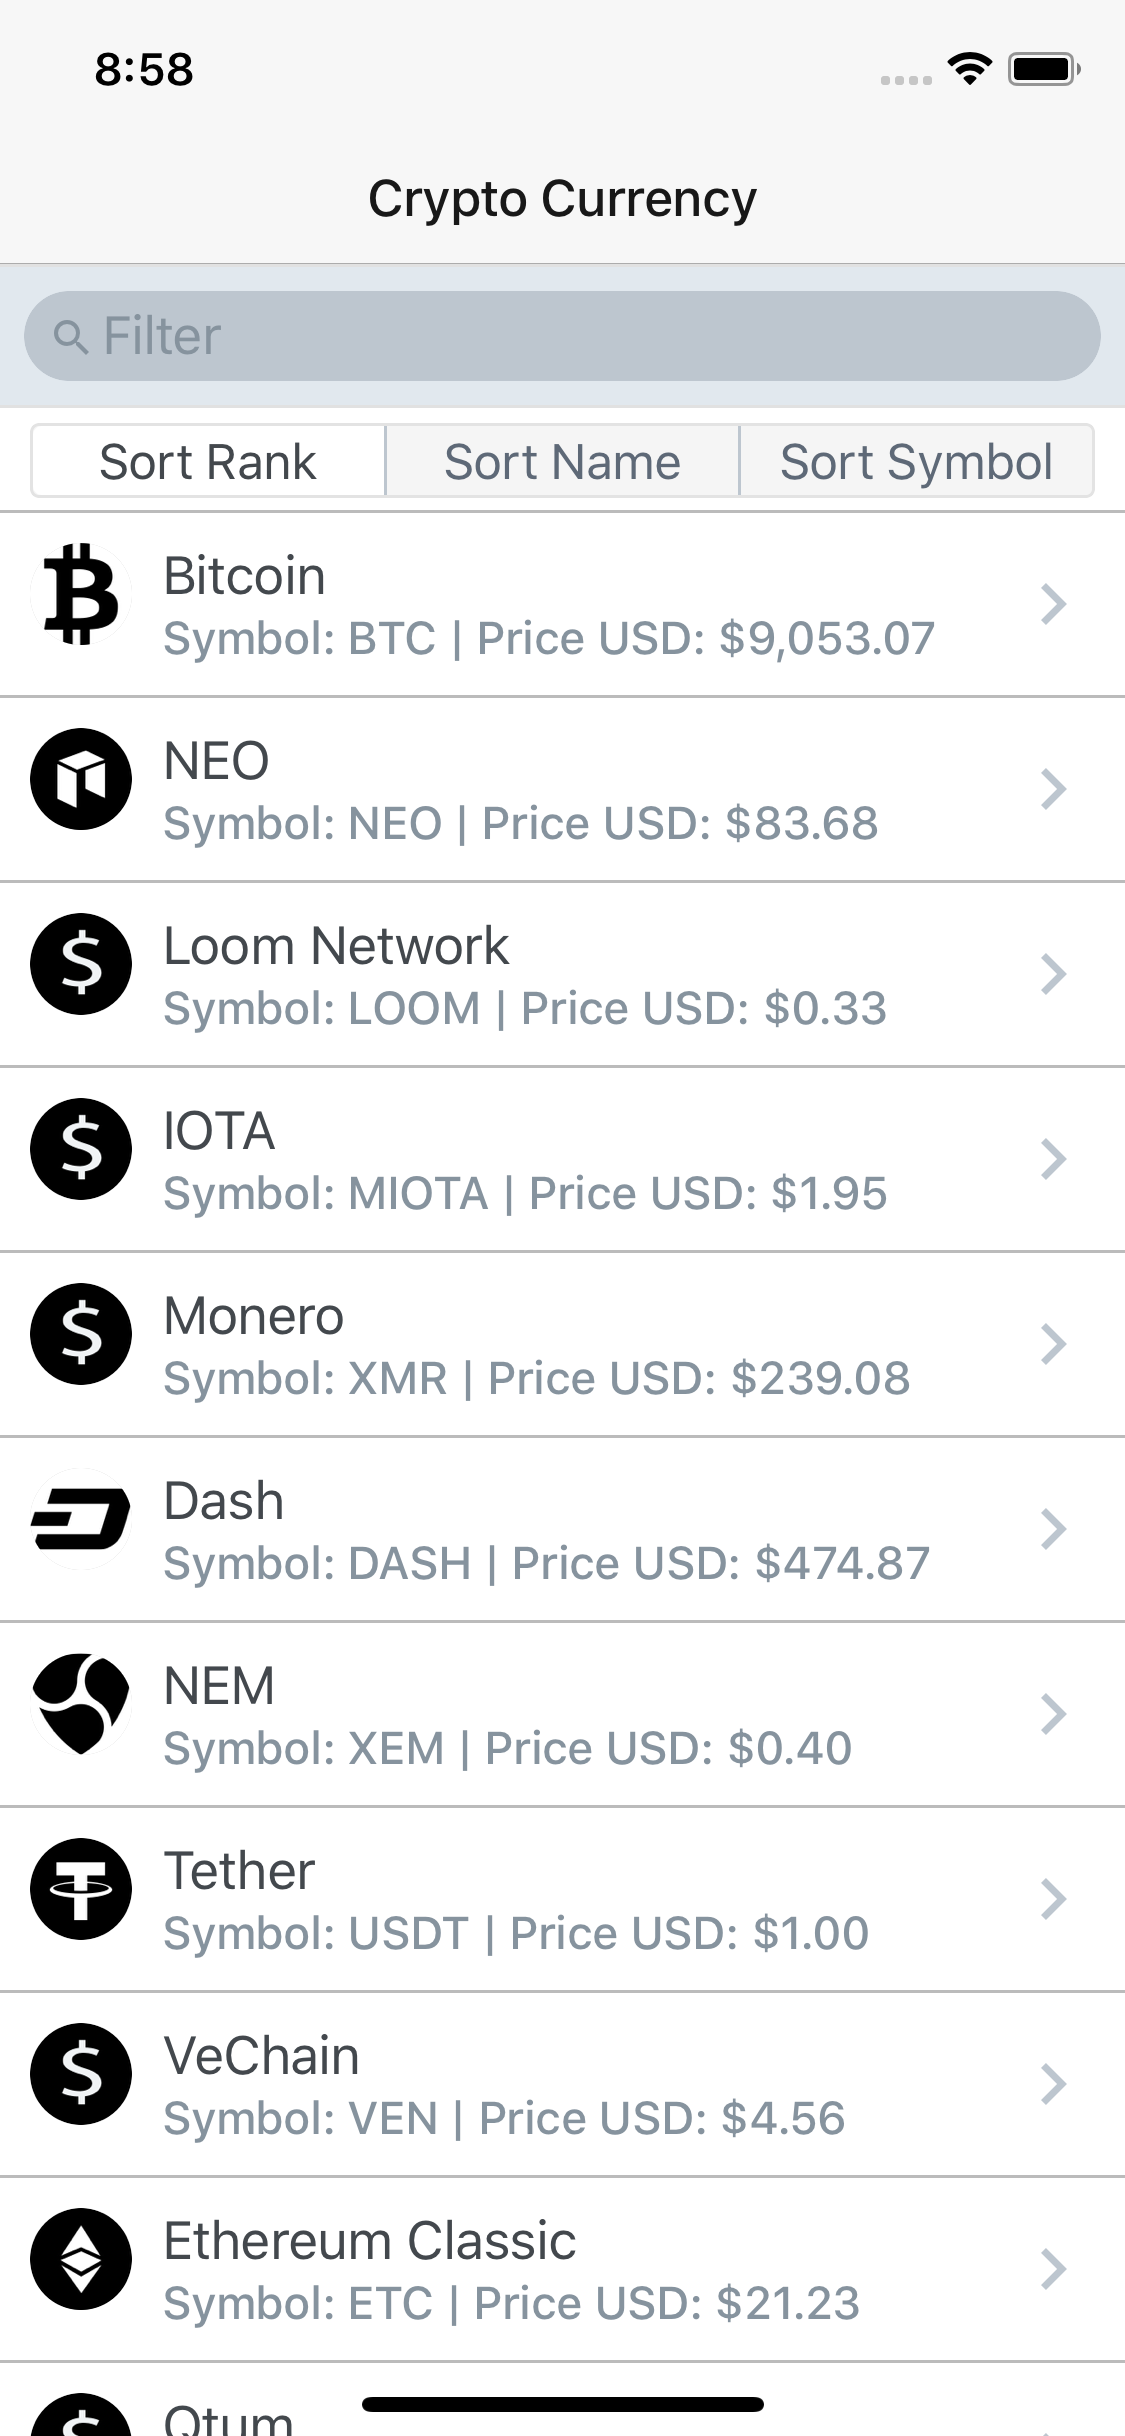 8:58
Crypto Currency
Filter
Sort Rank
Sort Name
Sort Symbol
Bitcoin
Symbol: BTC | Price USD: $9,053.07
NEO
Symbol: NEO | Price USD: $83.68
Loom Network
Symbol: LOOM | Price USD: $0.33
IOTA
Symbol: MIOTA | Price USD: $1.95
Monero
Symbol: XMR | Price USD: $239.08
Dash
Symbol: DASH | Price USD: $474.87
NEM
Symbol: XEM | Price USD: $0.40
Tether
Symbol: USDT | Price USD: $1.00
VeChain
Symbol: VEN | Price USD: $4.56
Ethereum Classic
Symbol: ETC | Price USD: $21.23
Qtum